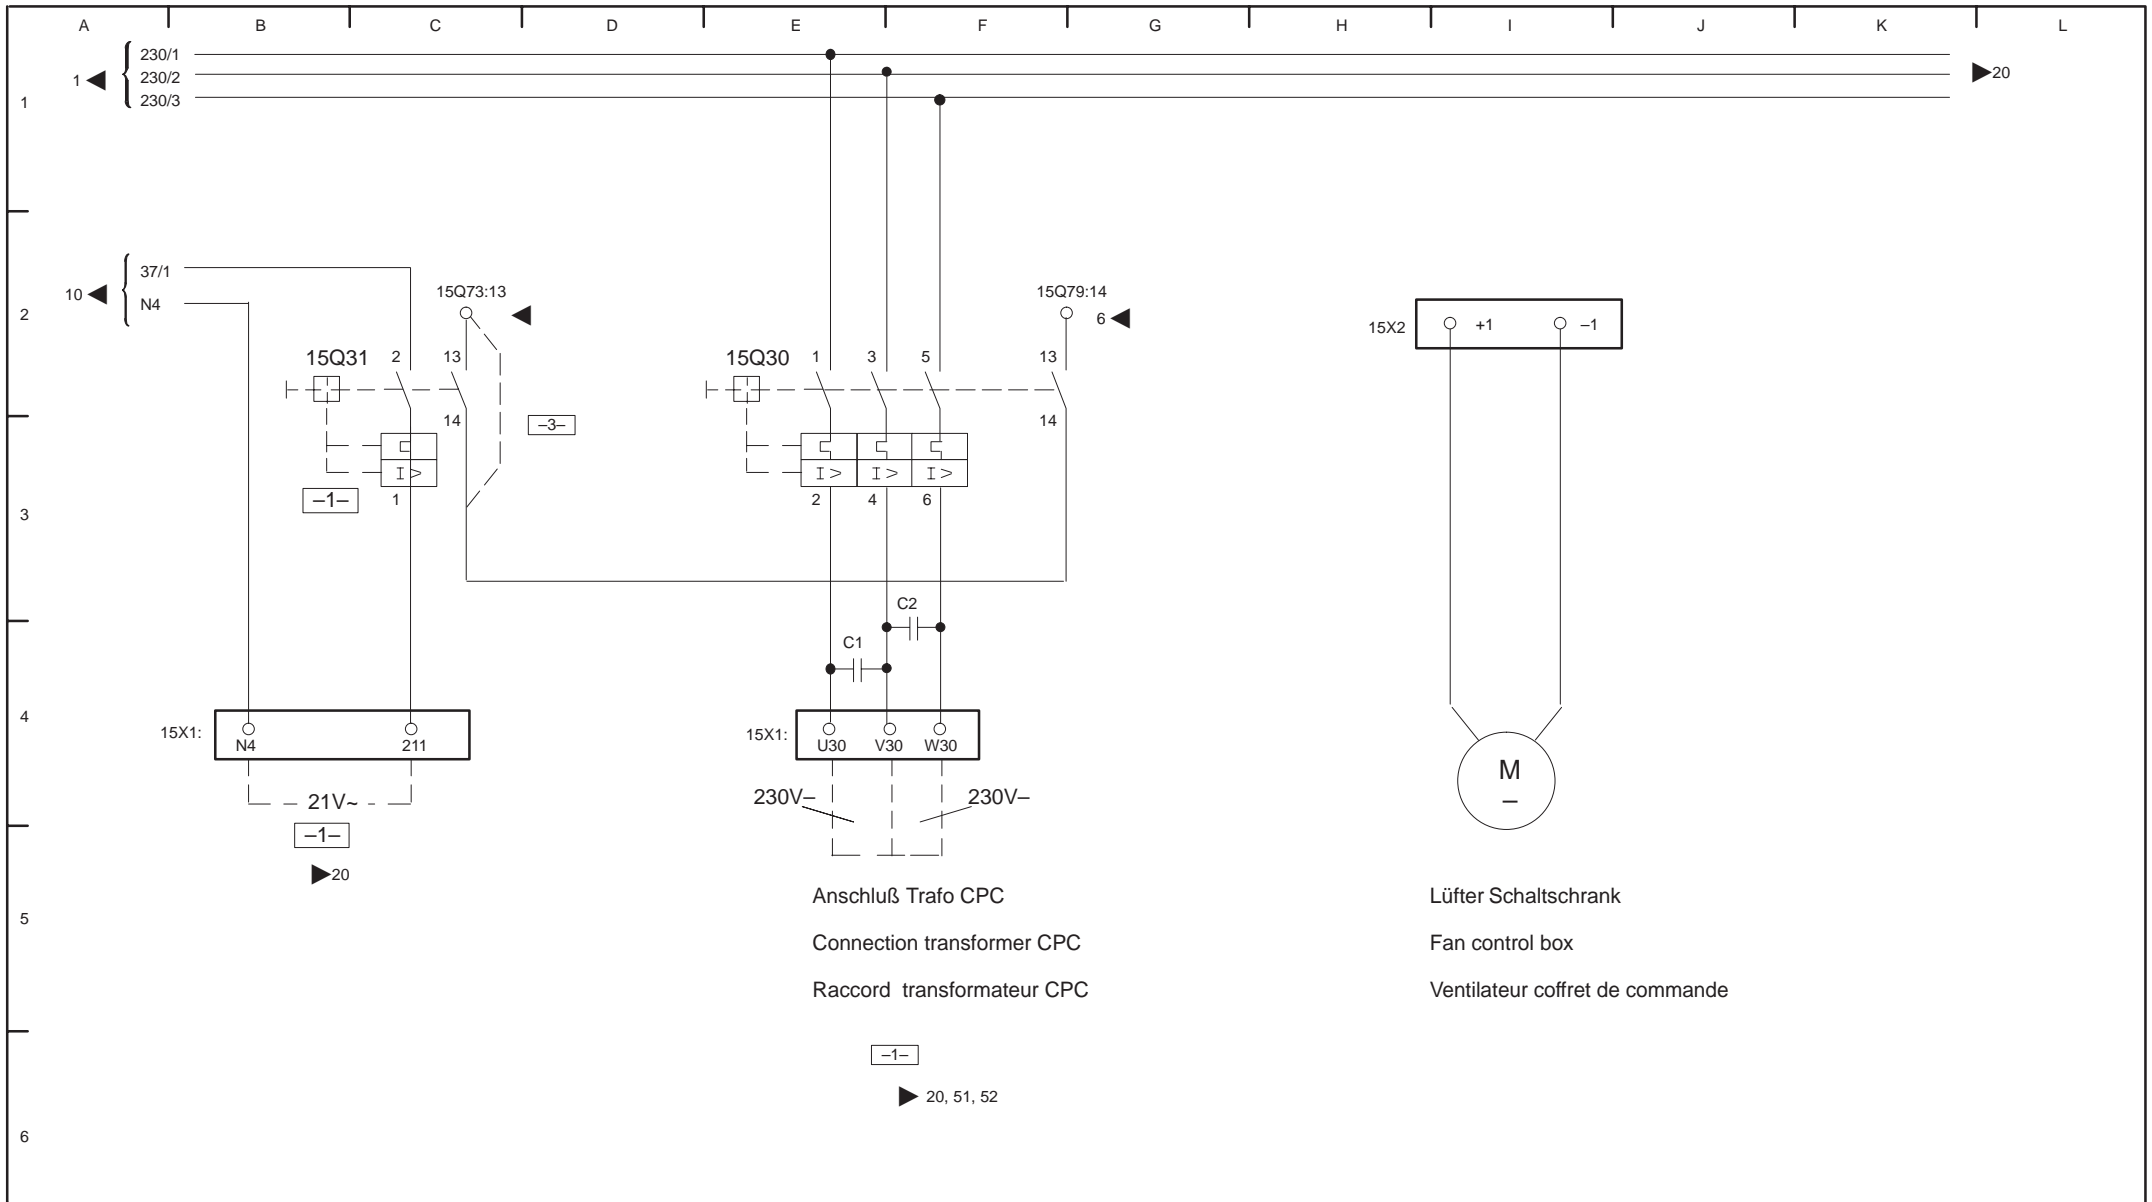 A B C D E F G H I J K L
230/1
1 230/2 20
230/3
1
37/1
10
N4
15Q73:13 15Q79:14
2 6
15X2 +1 –1
15Q31 2 13 15Q30 1 3 5 13
14 –3– 14
I > I > I > I >
–1– 1 2 4 6
3
C2
C1
4
15X1: N4 211 15X1: U30 V30 W30
M
–
21V~ 230V– 230V–
–1–
20
Anschluß Trafo CPC Lüfter Schaltschrank
5
Connection transformer CPC Fan control box
Raccord transformateur CPC Ventilateur coffret de commande
–1–
20, 51, 52
6